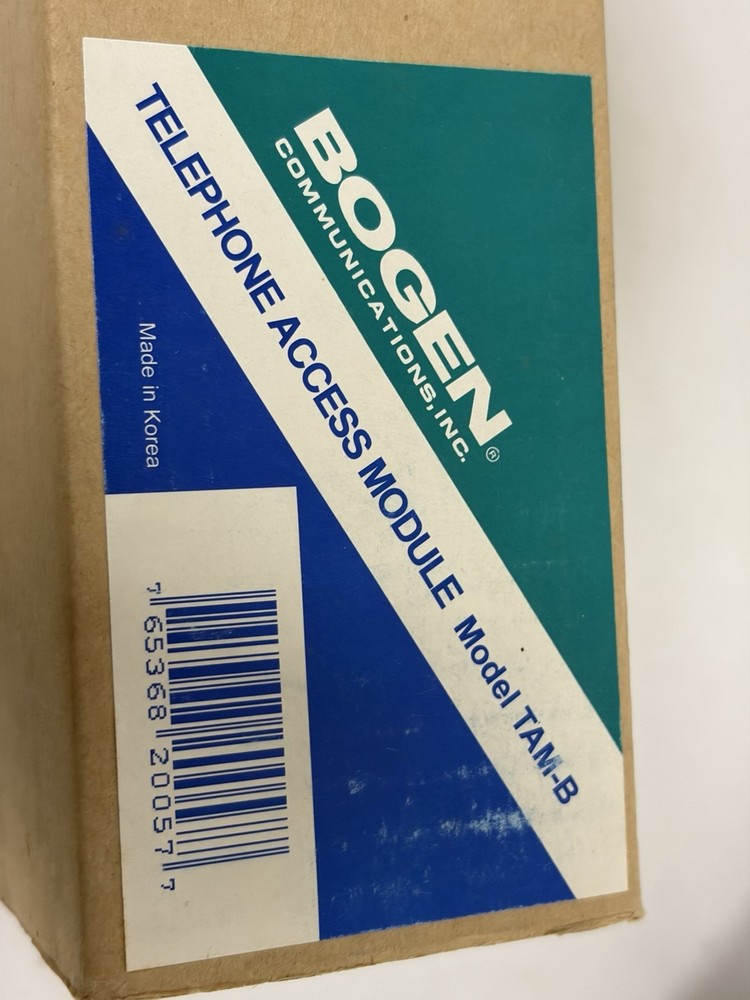 BOGEN®
COMMUNICATIONS, INC.
TELEPHONE ACCESS MODULE Model TAM-B
Made in Korea
7 65368 20057 7